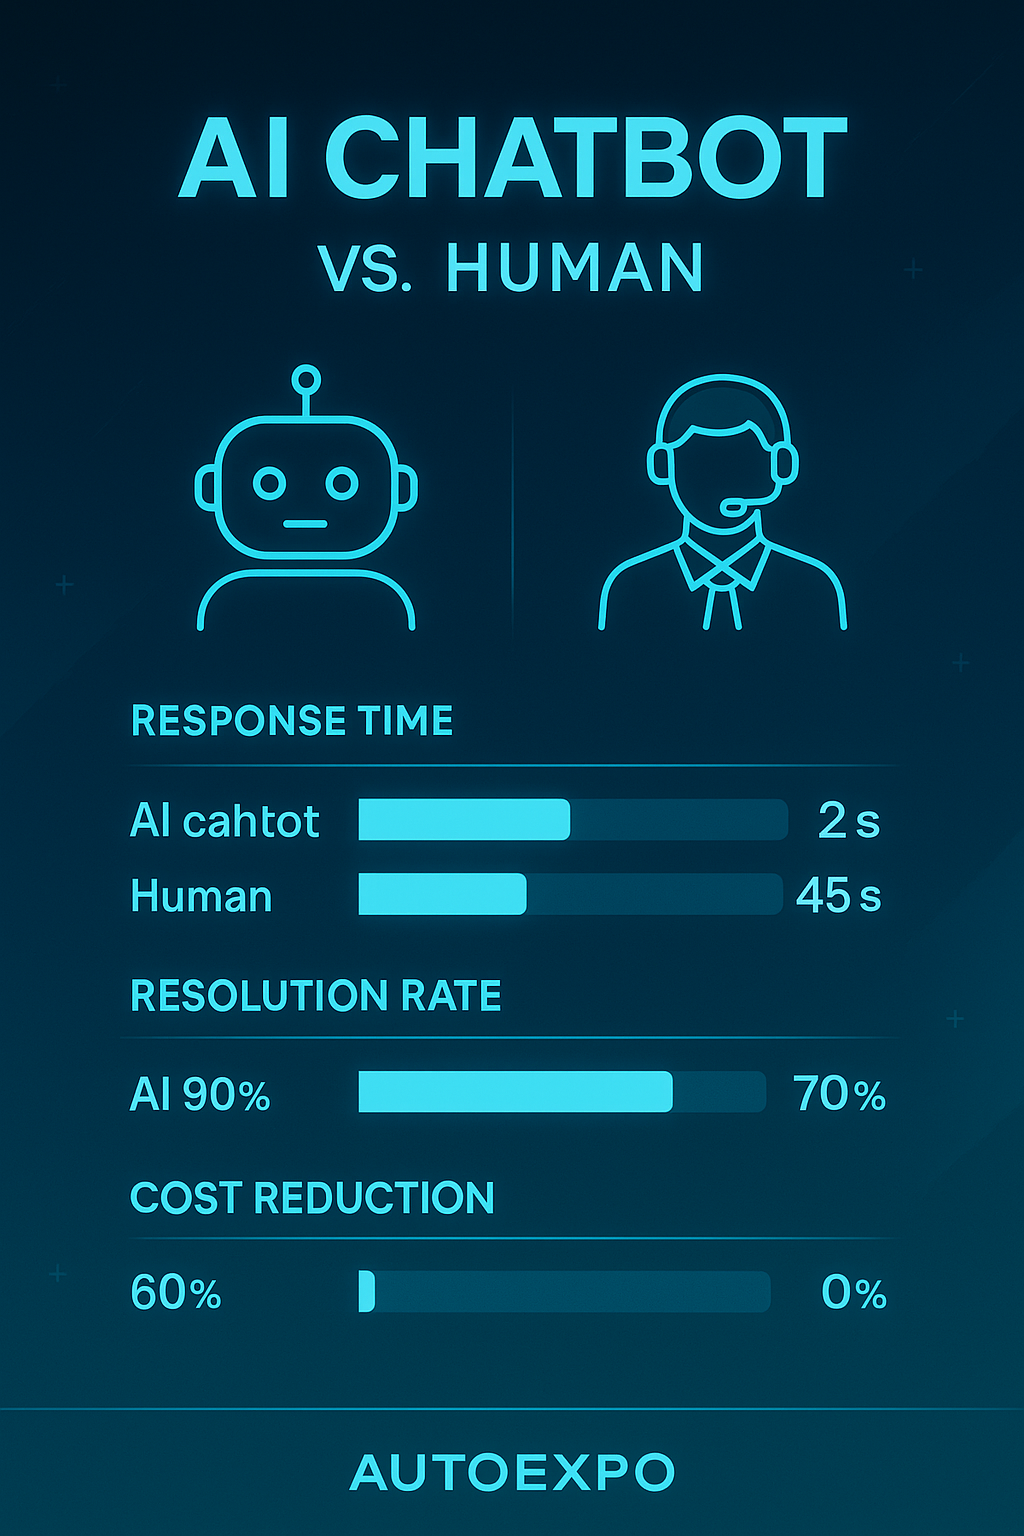 AI CHATBOT
VS. HUMAN
RESPONSE TIME
AI cahtot 2 s
Human 45 s
RESOLUTION RATE
AI 90% 70%
COST REDUCTION
60% 0%
AUTOEXPO